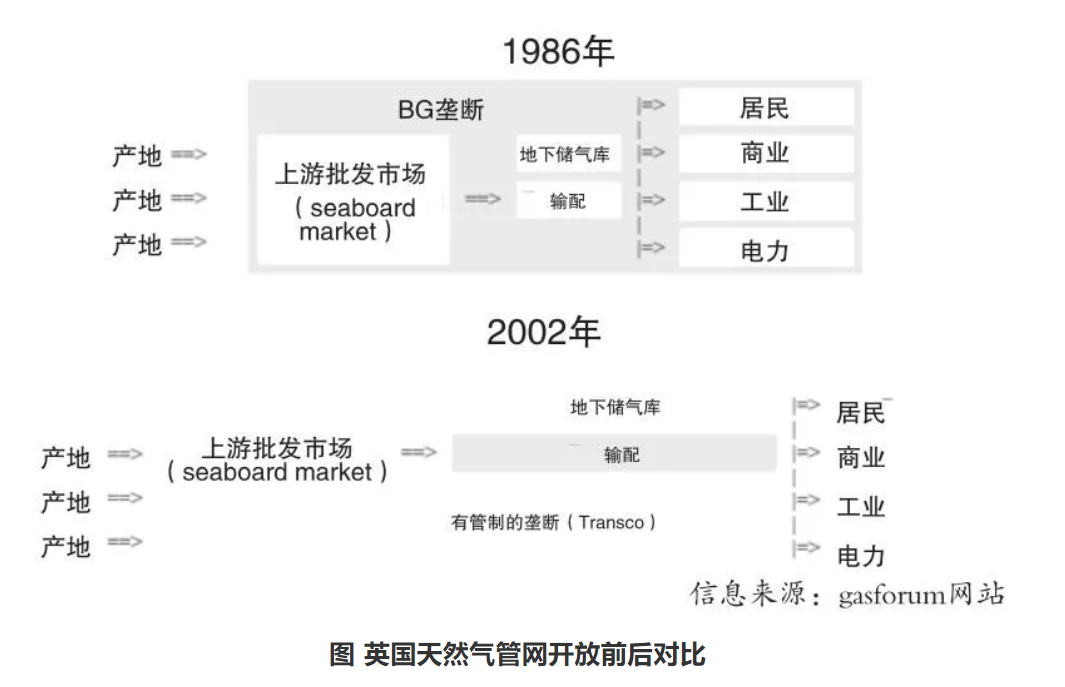 1986年
BG垄断
产地 ==>
产地 ==>
产地 ==>
上游批发市场
（seaboard
market）
==>
地下储气库
输配
|=> 居民
|=> 商业
|=> 工业
|=> 电力
2002年
产地 ==>
产地 ==>
产地 ==>
上游批发市场
（seaboard market）
==>
地下储气库
输配
有管制的垄断（Transco）
|=> 居民
|=> 商业
|=> 工业
|=> 电力
信息来源：gasforum网站
图 英国天然气管网开放前后对比